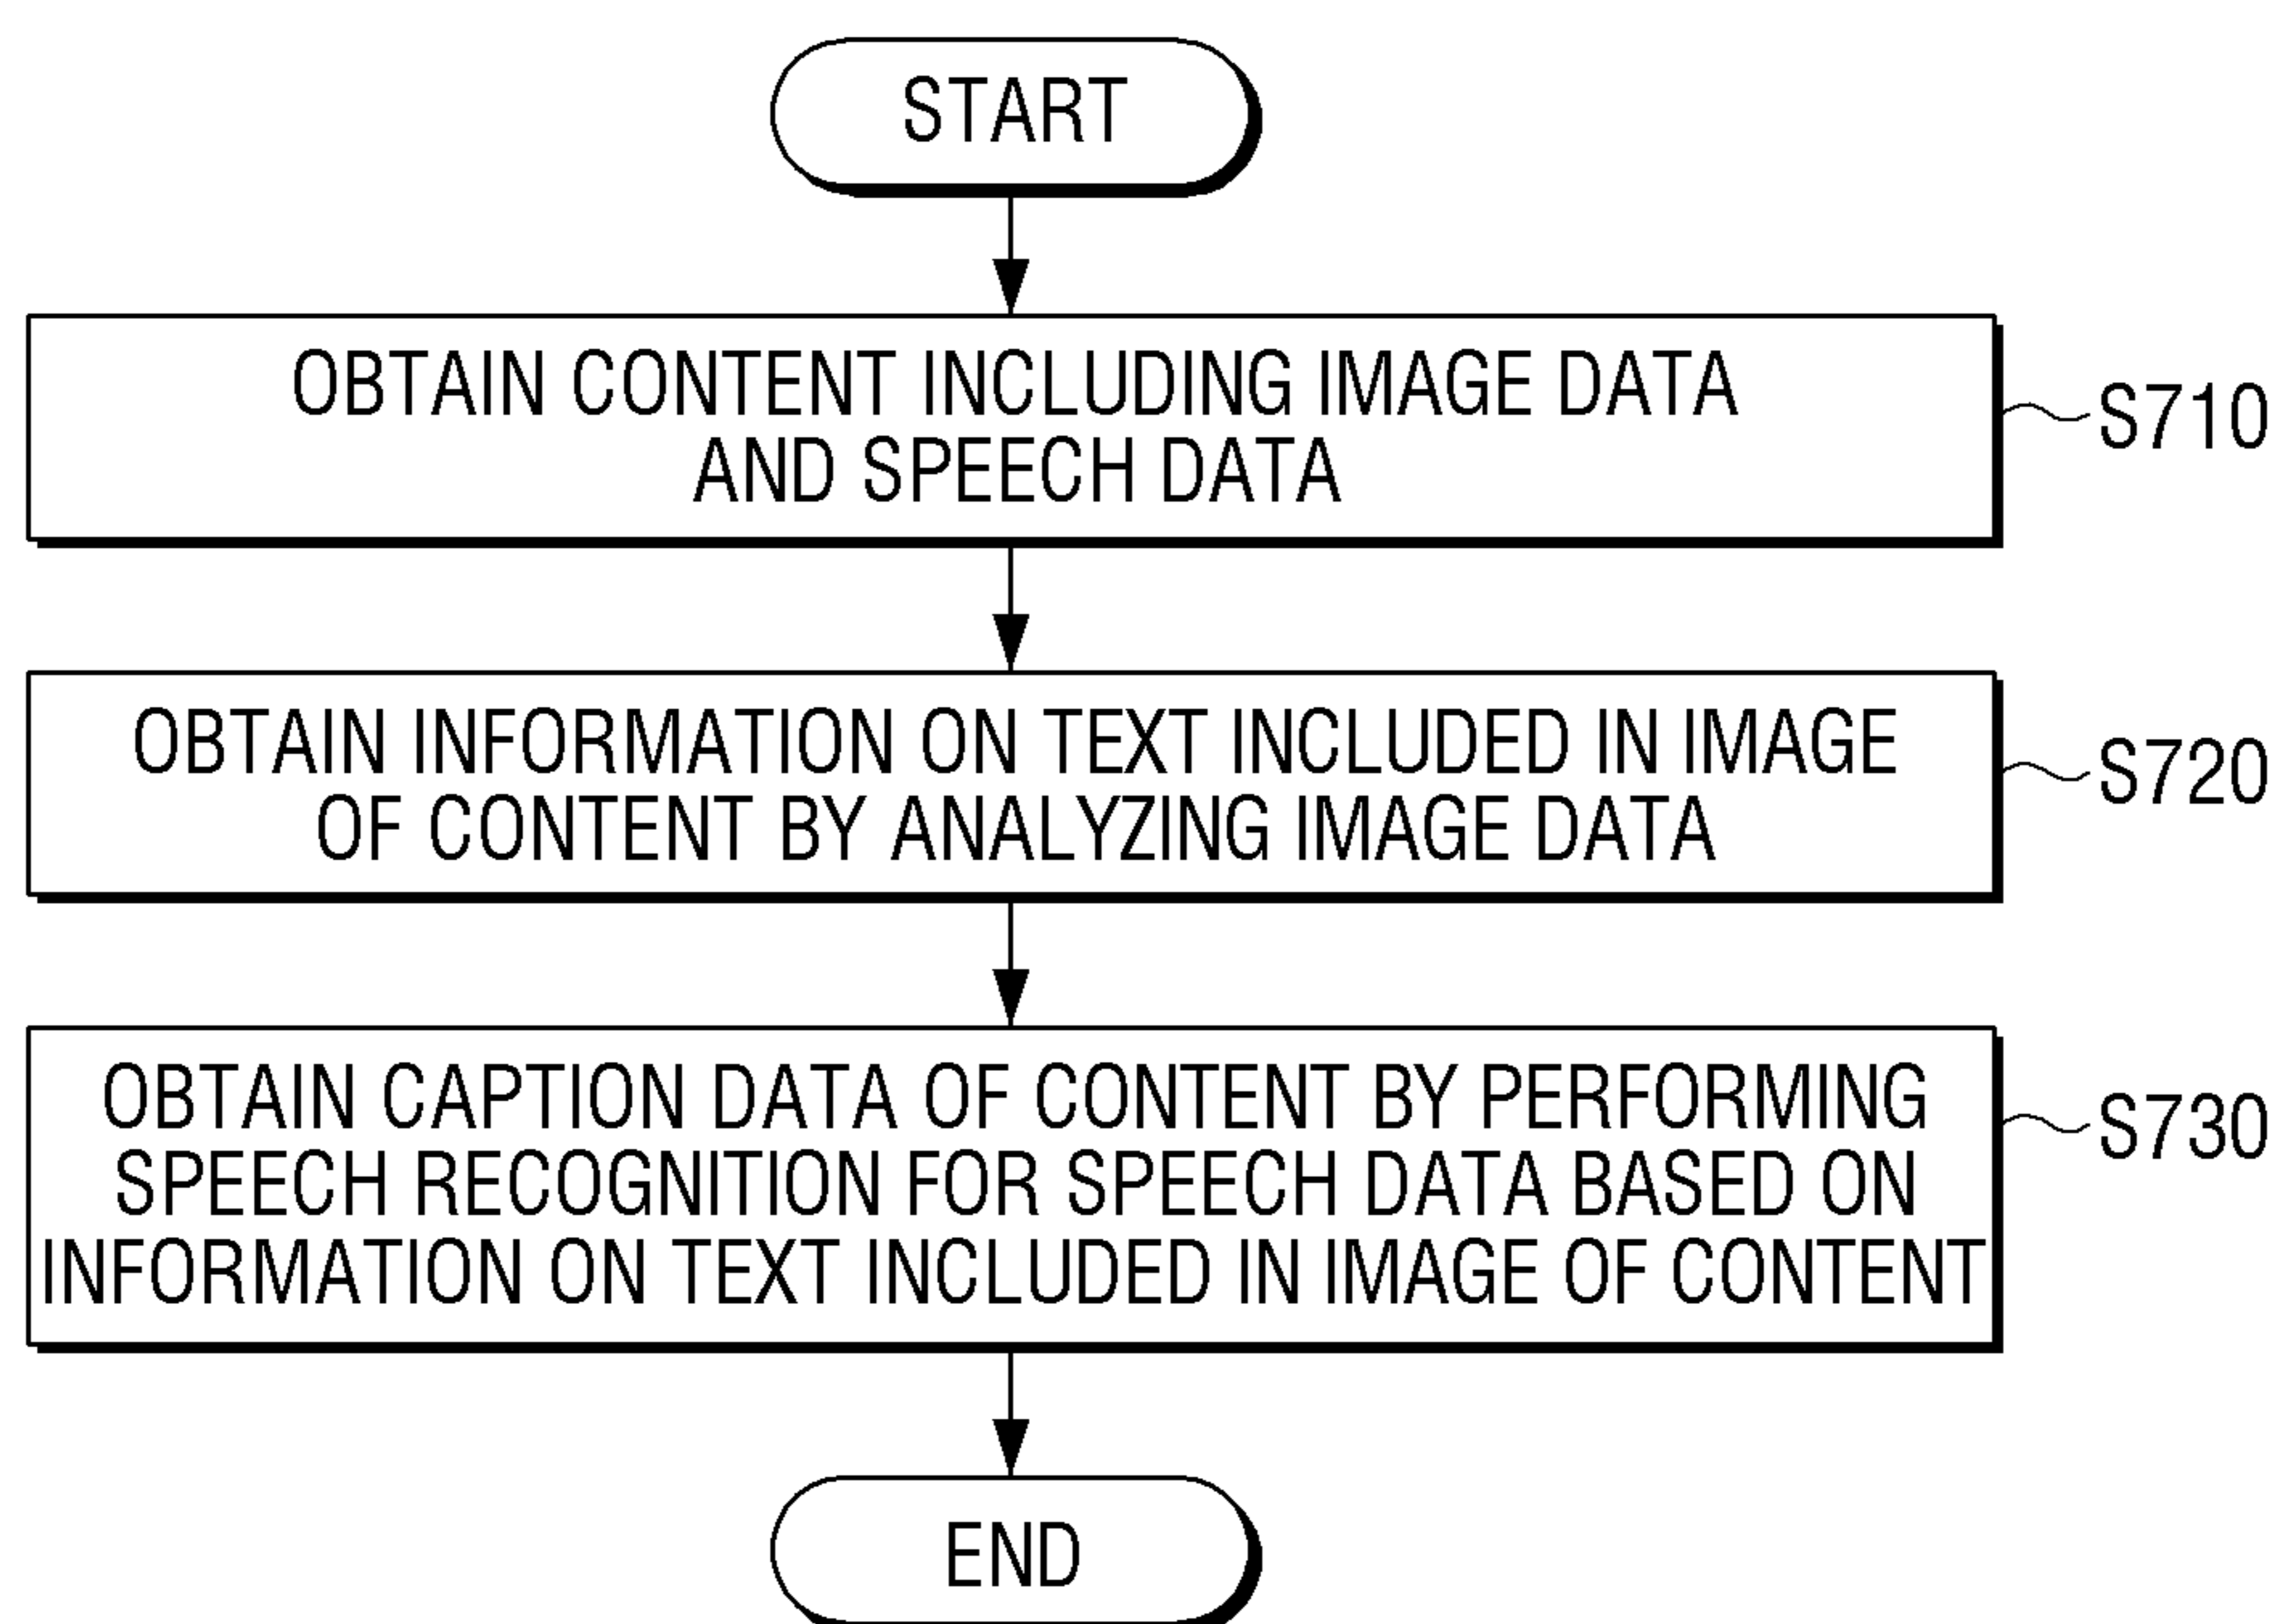 START
OBTAIN CONTENT INCLUDING IMAGE DATA
AND SPEECH DATA
S710
OBTAIN INFORMATION ON TEXT INCLUDED IN IMAGE
OF CONTENT BY ANALYZING IMAGE DATA
S720
OBTAIN CAPTION DATA OF CONTENT BY PERFORMING
SPEECH RECOGNITION FOR SPEECH DATA BASED ON
INFORMATION ON TEXT INCLUDED IN IMAGE OF CONTENT
S730
END